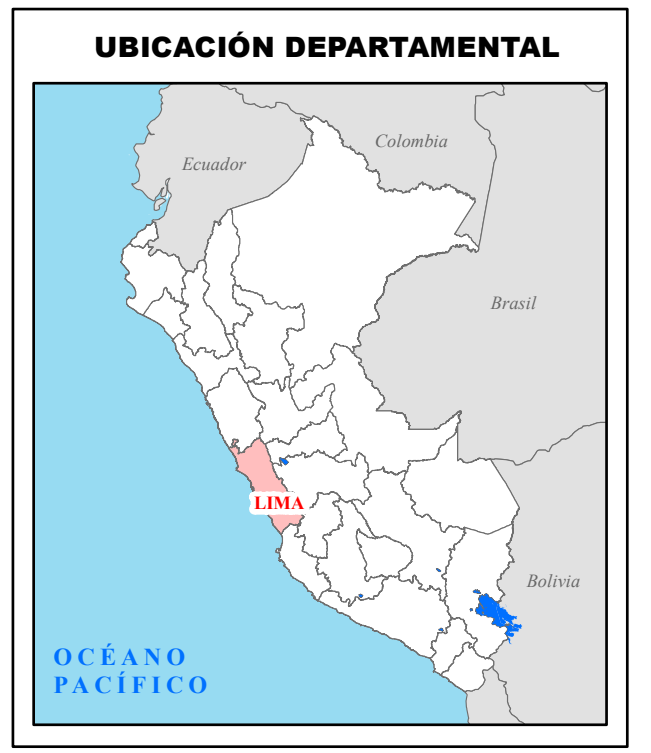 UBICACIÓN DEPARTAMENTAL
Colombia
Ecuador
Brasil
LIMA
Bolivia
OCÉANO
PACÍFICO